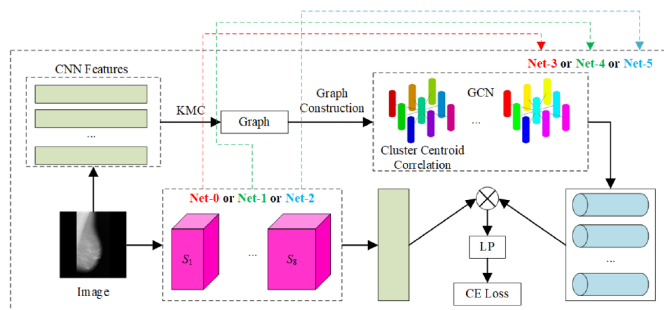 Net-3 or Net-4 or Net-5
CNN Features
...
KMC
Graph
Graph
Construction
GCN
...
Cluster Centroid
Correlation
Net-0 or Net-1 or Net-2
S1
...
S8
Image
LP
CE Loss
...